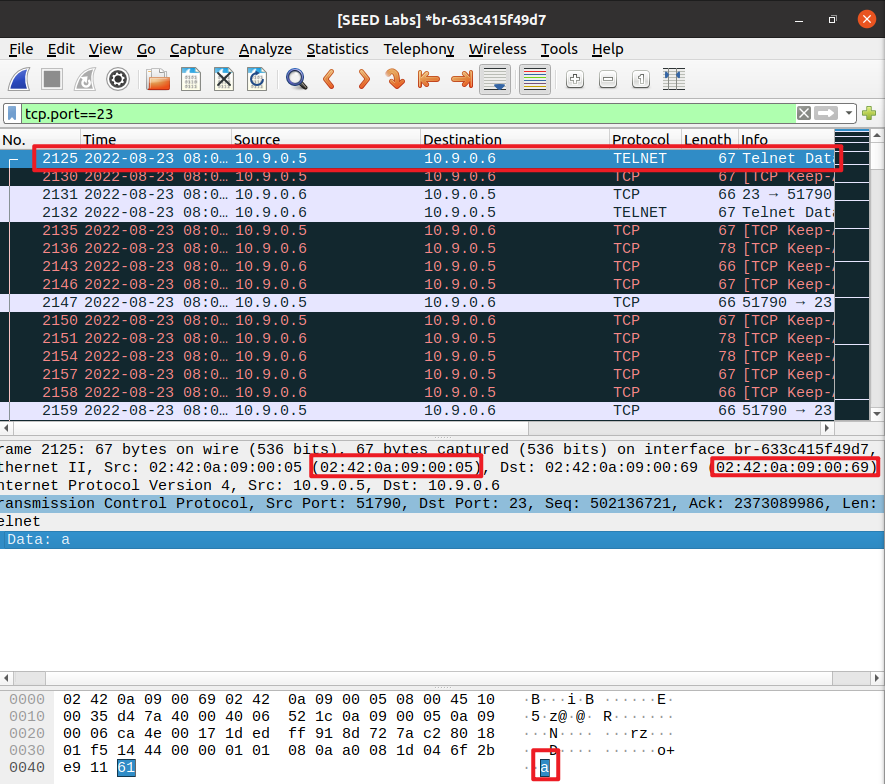 [SEED Labs] *br-633c415f49d7
File Edit View Go Capture Analyze Statistics Telephony Wireless Tools Help
tcp.port==23
No. Time Source Destination Protocol Length Info
2125 2022-08-23 08:0… 10.9.0.5 10.9.0.6 TELNET 67 Telnet Dat
2130 2022-08-23 08:0… 10.9.0.5 10.9.0.6 TCP 67 [TCP Keep-
2131 2022-08-23 08:0… 10.9.0.6 10.9.0.5 TCP 66 23 → 51790
2132 2022-08-23 08:0… 10.9.0.6 10.9.0.5 TELNET 67 Telnet Dat
2135 2022-08-23 08:0… 10.9.0.6 10.9.0.5 TCP 67 [TCP Keep-
2136 2022-08-23 08:0… 10.9.0.5 10.9.0.6 TCP 78 [TCP Keep-
2143 2022-08-23 08:0… 10.9.0.6 10.9.0.5 TCP 66 [TCP Keep-
2146 2022-08-23 08:0… 10.9.0.6 10.9.0.5 TCP 67 [TCP Keep-
2147 2022-08-23 08:0… 10.9.0.5 10.9.0.6 TCP 66 51790 → 23
2150 2022-08-23 08:0… 10.9.0.5 10.9.0.6 TCP 67 [TCP Keep-
2151 2022-08-23 08:0… 10.9.0.6 10.9.0.5 TCP 78 [TCP Keep-
2154 2022-08-23 08:0… 10.9.0.6 10.9.0.5 TCP 78 [TCP Keep-
2157 2022-08-23 08:0… 10.9.0.6 10.9.0.5 TCP 67 [TCP Keep-
2158 2022-08-23 08:0… 10.9.0.5 10.9.0.6 TCP 66 [TCP Keep-
2159 2022-08-23 08:0… 10.9.0.5 10.9.0.6 TCP 66 51790 → 23
rame 2125: 67 bytes on wire (536 bits), 67 bytes captured (536 bits) on interface br-633c415f49d7,
thernet II, Src: 02:42:0a:09:00:05 (02:42:0a:09:00:05), Dst: 02:42:0a:09:00:69 (02:42:0a:09:00:69)
nternet Protocol Version 4, Src: 10.9.0.5, Dst: 10.9.0.6
ransmission Control Protocol, Src Port: 51790, Dst Port: 23, Seq: 502136721, Ack: 2373089986, Len:
elnet
Data: a
0000 02 42 0a 09 00 69 02 42 0a 09 00 05 08 00 45 10 ·B···i·B ······E·
0010 00 35 d4 7a 40 00 40 06 52 1c 0a 09 00 05 0a 09 ·5·z@·@· R·······
0020 00 06 ca 4e 00 17 1d ed ff 91 8d 72 7a c2 80 18 ···N···· ···rz···
0030 01 f5 14 44 00 00 01 01 08 0a a0 08 1d 04 6f 2b ···D···· ······o+
0040 e9 11 61 ··a